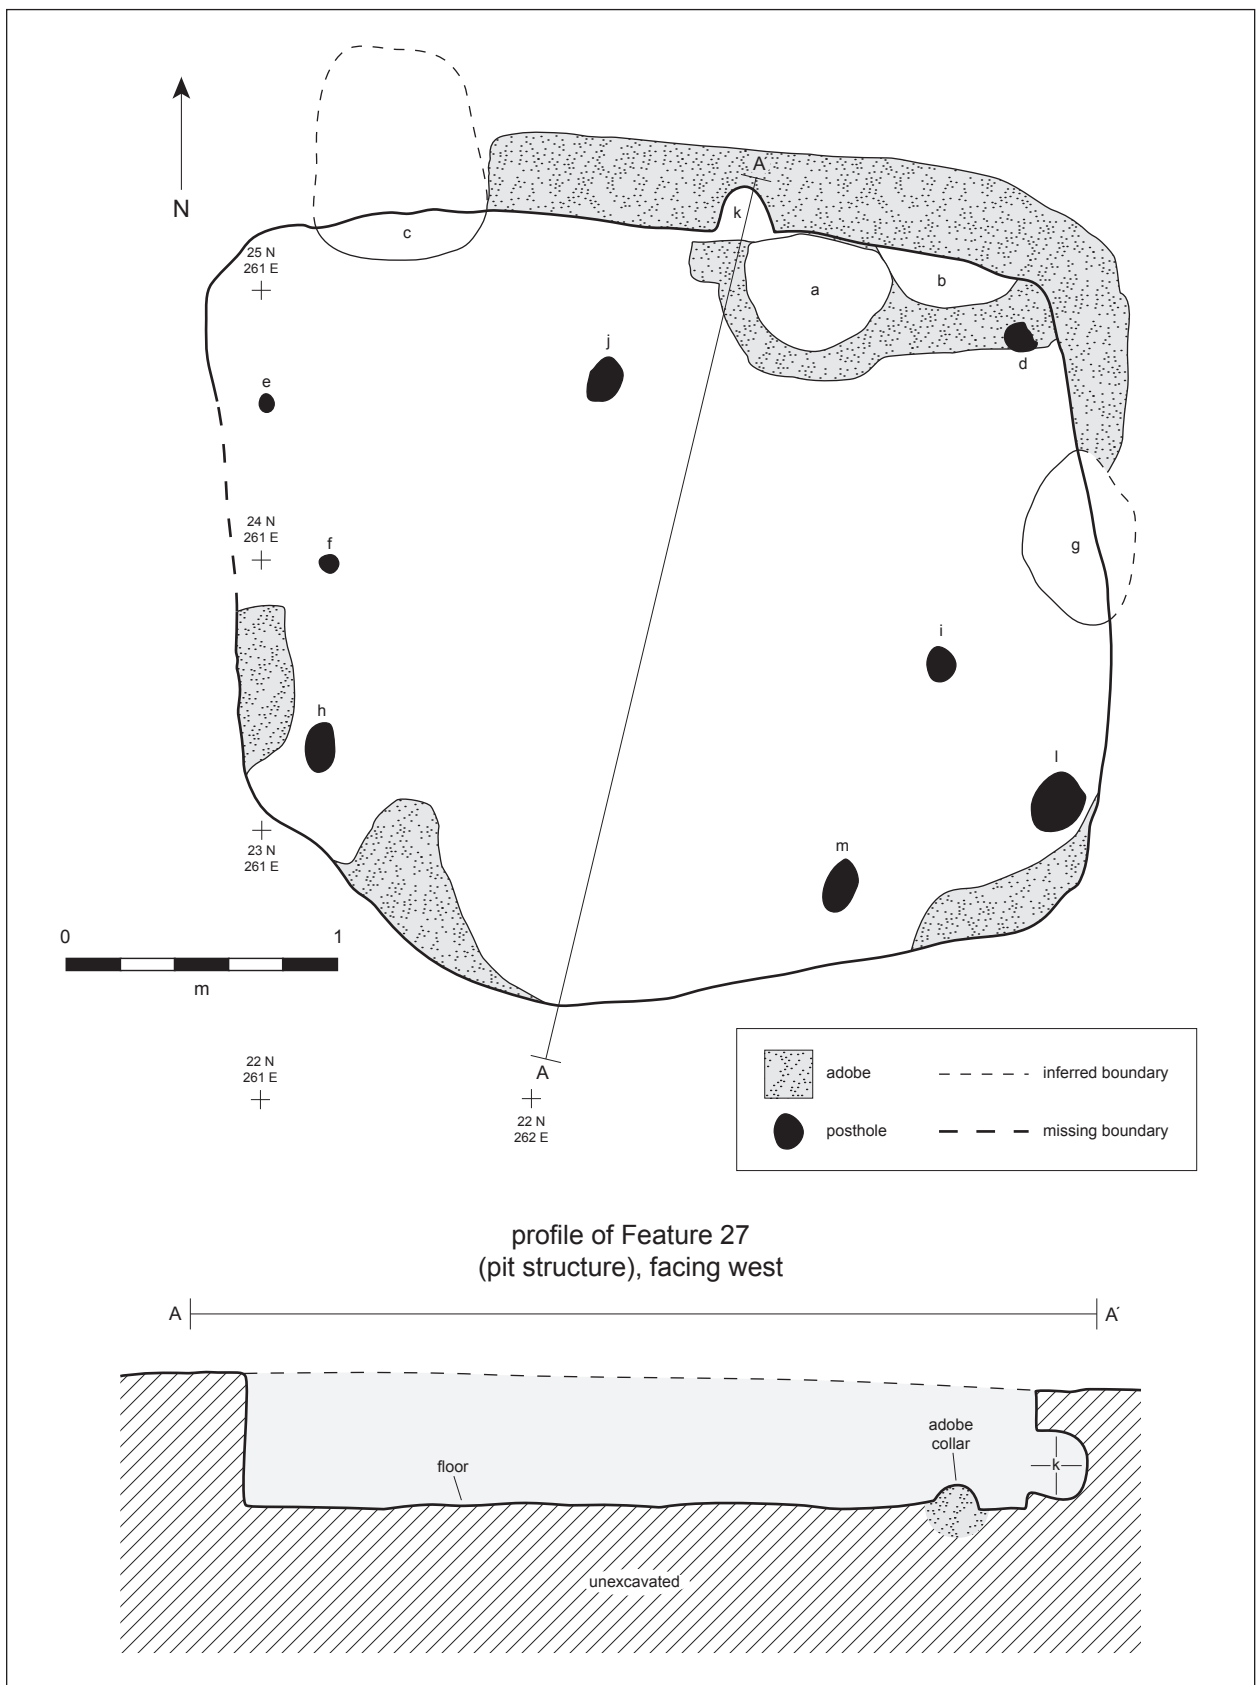 N
A
k
c
25 N
261 E
a
b
d
j
e
24 N
261 E
f
g
i
h
l
23 N
261 E
m
0 1
m
22 N
261 E
A
22 N
262 E
adobe
inferred boundary
posthole
missing boundary
profile of Feature 27
(pit structure), facing west
A
A´
adobe
collar
floor
k
unexcavated